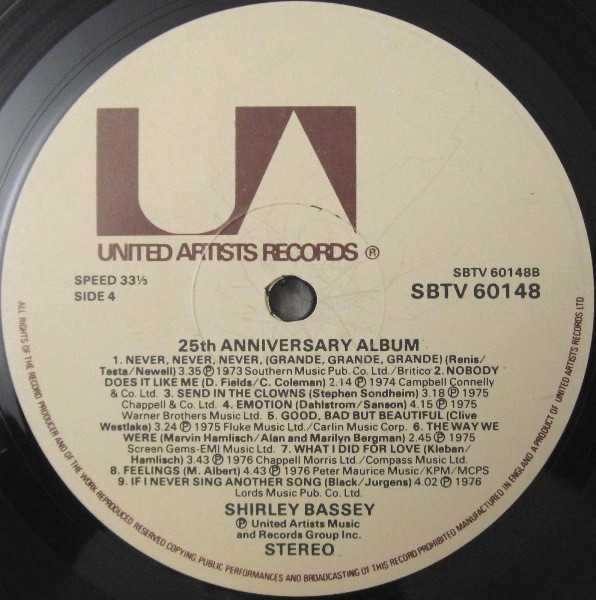 UA
UNITED ARTISTS RECORDS ®
SPEED 33⅓
SIDE 4
SBTV 60148B
SBTV 60148
25th ANNIVERSARY ALBUM
1. NEVER, NEVER, NEVER, (GRANDE, GRANDE, GRANDE) (Renis/
Testa/Newell) 3.35 Ⓟ 1973 Southern Music Pub. Co. Ltd./Britico 2. NOBODY
DOES IT LIKE ME (D. Fields/C. Coleman) 2.14 Ⓟ 1974 Campbell Connelly
& Co. Ltd. 3. SEND IN THE CLOWNS (Stephen Sondheim) 3.18 Ⓟ 1975
Chappell & Co. Ltd. 4. EMOTION (Dahlstrom/Sanson) 4.15 Ⓟ 1975
Warner Brothers Music Ltd. 5. GOOD, BAD BUT BEAUTIFUL (Clive
Westlake) 3.24 Ⓟ 1975 Fluke Music Ltd./Carlin Music Corp. 6. THE WAY WE
WERE (Marvin Hamlisch/Alan and Marilyn Bergman) 2.45 Ⓟ 1975
Screen Gems-EMI Music Ltd. 7. WHAT I DID FOR LOVE (Kleban/
Hamlisch) 3.43 Ⓟ 1976 Chappell Morris Ltd./Compass Music Ltd.
8. FEELINGS (M. Albert) 4.43 Ⓟ 1976 Peter Maurice Music/KPM/MCPS
9. IF I NEVER SING ANOTHER SONG (Black/Jurgens) 4.02 Ⓟ 1976
Lords Music Pub. Co. Ltd.
SHIRLEY BASSEY
Ⓟ United Artists Music
and Records Group Inc.
STEREO
ALL RIGHTS OF THE RECORD PRODUCER AND OF THE OWNER OF THE WORK REPRODUCED RESERVED COPYING, PUBLIC PERFORMANCES AND BROADCASTING OF THIS RECORD PROHIBITED MANUFACTURED IN ENGLAND A PRODUCT OF UNITED ARTISTS RECORDS LTD